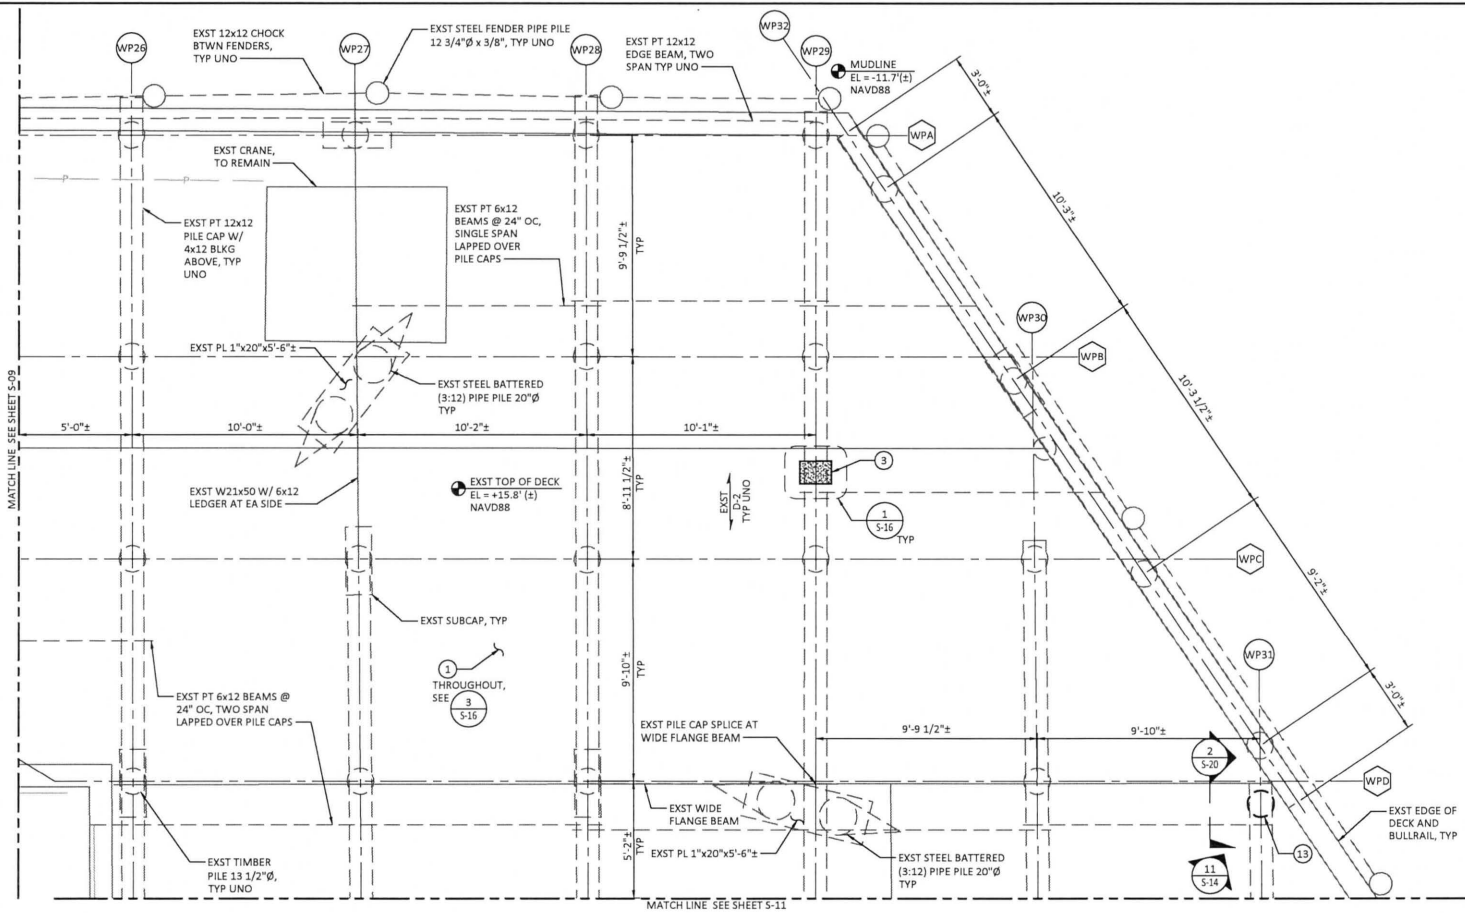 WP26
EXST 12x12 CHOCK
BTWN FENDERS,
TYP UNO
WP27
EXST STEEL FENDER PIPE PILE
12 3/4"Ø x 3/8", TYP UNO
WP28
EXST PT 12x12
EDGE BEAM, TWO
SPAN TYP UNO
WP32
WP29
MUDLINE
EL = -11.7'(±)
NAVD88
3'-0"±
WPA
EXST CRANE,
TO REMAIN
P
P
EXST PT 12x12
PILE CAP W/
4x12 BLKG
ABOVE, TYP
UNO
EXST PT 6x12
BEAMS @ 24" OC,
SINGLE SPAN
LAPPED OVER
PILE CAPS
9'-9 1/2"±
TYP
10'-3"±
WP30
EXST PL 1"x20"x5'-6"±
WPB
EXST STEEL BATTERED
(3:12) PIPE PILE 20"Ø
TYP
10'-3 1/2"±
MATCH LINE SEE SHEET S-09
5'-0"±
10'-0"±
10'-2"±
10'-1"±
3
EXST W21x50 W/ 6x12
LEDGER AT EA SIDE
EXST TOP OF DECK
EL = +15.8' (±)
NAVD88
8'-11 1/2"±
TYP
EXST
D-2
TYP UNO
1
S-16
TYP
WPC
9'-2"±
EXST SUBCAP, TYP
1
THROUGHOUT,
SEE
3
S-16
9'-10"±
TYP
WP31
3'-0"±
EXST PT 6x12 BEAMS @
24" OC, TWO SPAN
LAPPED OVER PILE CAPS
EXST PILE CAP SPLICE AT
WIDE FLANGE BEAM
9'-9 1/2"±
9'-10"±
2
S-20
WPD
EXST WIDE
FLANGE BEAM
EXST EDGE OF
DECK AND
BULLRAIL, TYP
5'-2"±
TYP
EXST PL 1"x20"x5'-6"±
EXST STEEL BATTERED
(3:12) PIPE PILE 20"Ø
TYP
13
EXST TIMBER
PILE 13 1/2"Ø,
TYP UNO
11
S-14
MATCH LINE SEE SHEET S-11